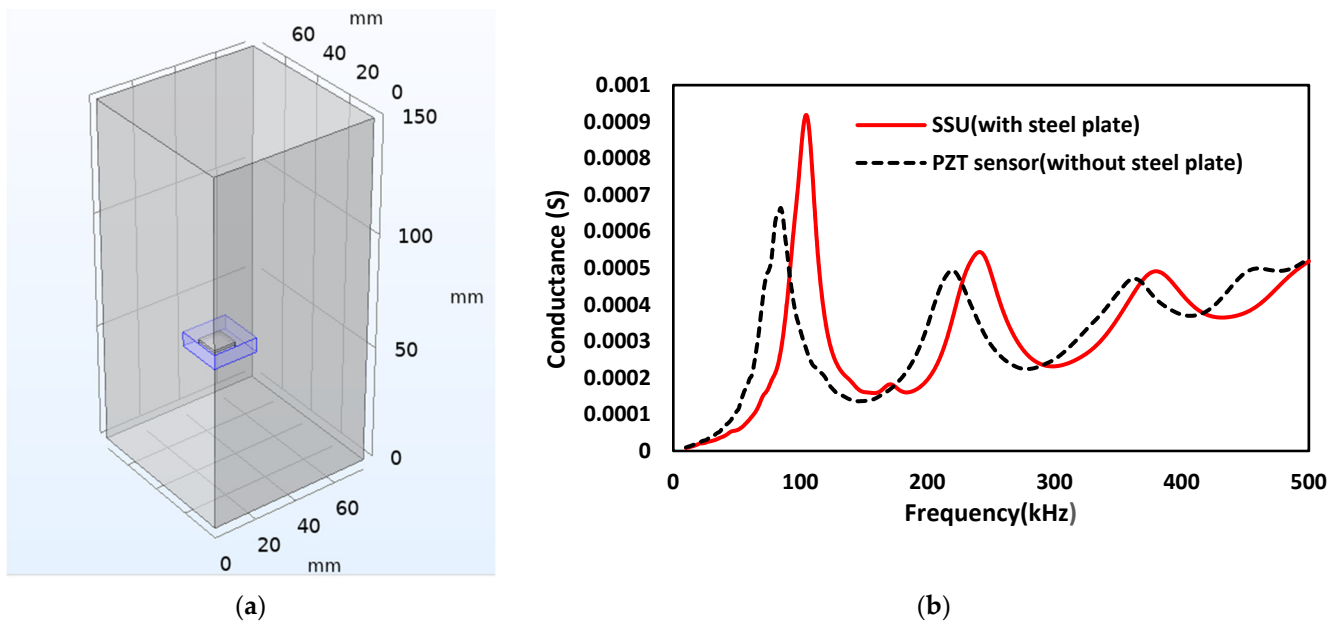 mm
60
40
20
0
150
100
mm
50
0
60
40
20
0
mm
(a)
0.001
0.0009
0.0008
0.0007
0.0006
0.0005
0.0004
0.0003
0.0002
0.0001
0
Conductance (S)
SSU(with steel plate)
PZT sensor(without steel plate)
0 100 200 300 400 500
Frequency(kHz)
(b)